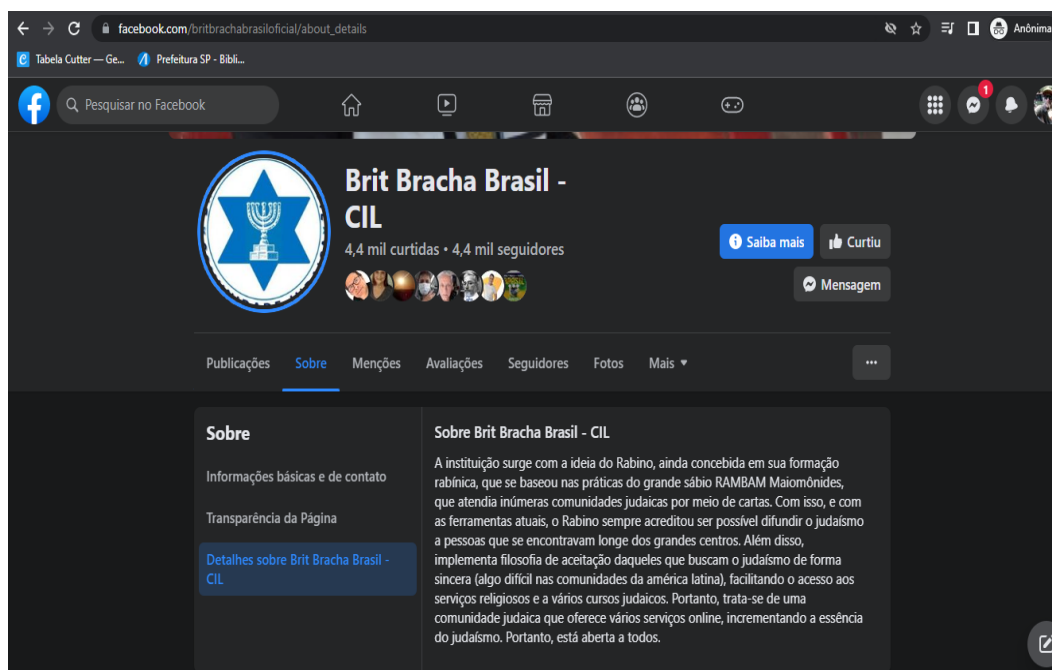 facebook.com/britbrachabrasiloficial/about_details
Anônima
Tabela Cutter — Ge...
Prefeitura SP - Bibli...
Pesquisar no Facebook
1
Brit Bracha Brasil -
CIL
4,4 mil curtidas • 4,4 mil seguidores
Saiba mais
Curtiu
Mensagem
Publicações
Sobre
Menções
Avaliações
Seguidores
Fotos
Mais
Sobre
Informações básicas e de contato
Transparência da Página
Detalhes sobre Brit Bracha Brasil -
CIL
Sobre Brit Bracha Brasil - CIL
A instituição surge com a ideia do Rabino, ainda concebida em sua formação
rabínica, que se baseou nas práticas do grande sábio RAMBAM Maiomônides,
que atendia inúmeras comunidades judaicas por meio de cartas. Com isso, e com
as ferramentas atuais, o Rabino sempre acreditou ser possível difundir o judaísmo
a pessoas que se encontravam longe dos grandes centros. Além disso,
implementa filosofia de aceitação daqueles que buscam o judaísmo de forma
sincera (algo difícil nas comunidades da américa latina), facilitando o acesso aos
serviços religiosos e a vários cursos judaicos. Portanto, trata-se de uma
comunidade judaica que oferece vários serviços online, incrementando a essência
do judaísmo. Portanto, está aberta a todos.